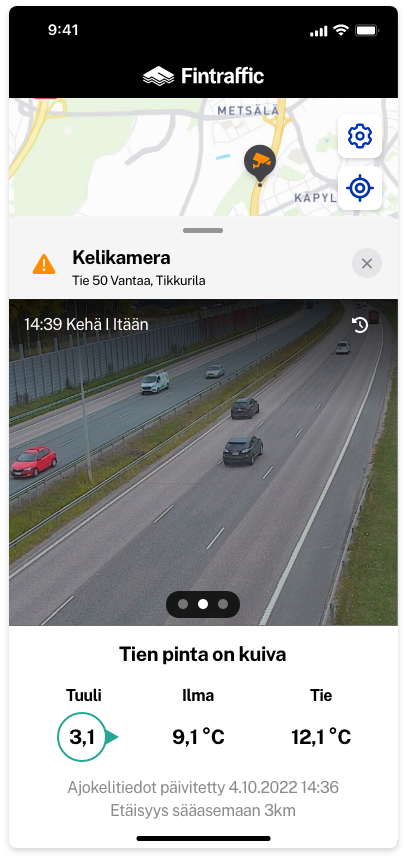 9:41
Fintraffic
METSÄLÄ
KÄPYL
Kelikamera
Tie 50 Vantaa, Tikkurila
14:39 Kehä I Itään
Tien pinta on kuiva
Tuuli Ilma Tie
3,1 9,1 °C 12,1 °C
Ajokelitiedot päivitetty 4.10.2022 14:36
Etäisyys sääasemaan 3km